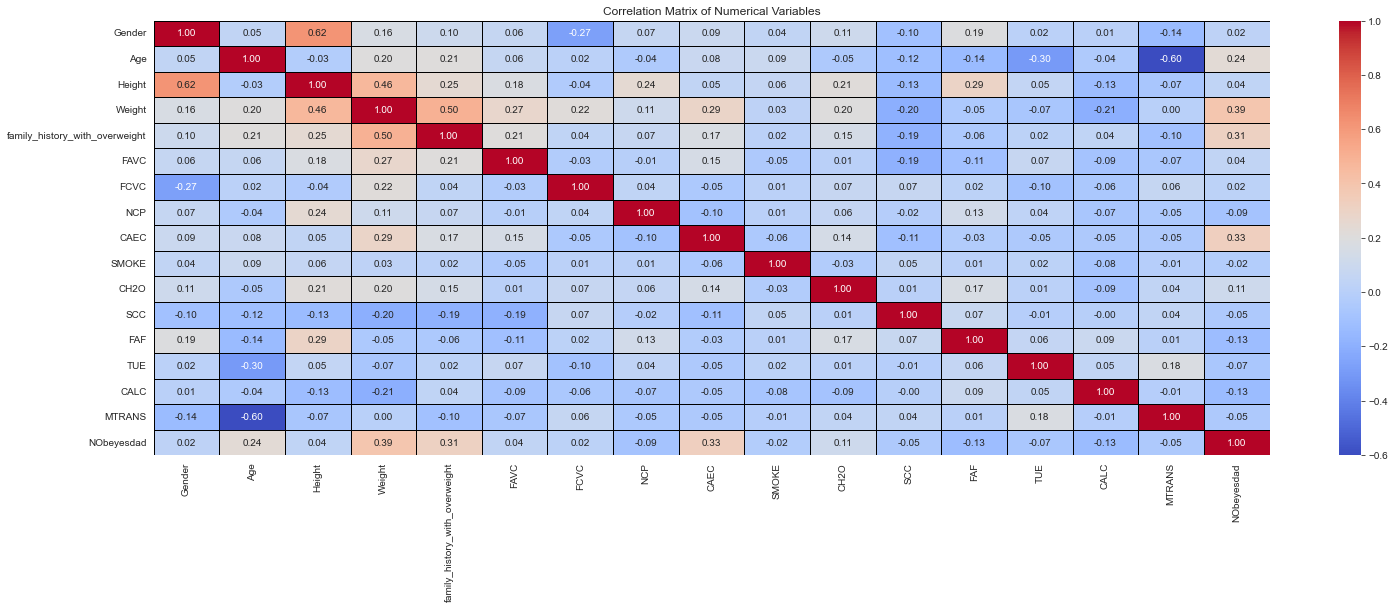 Correlation Matrix of Numerical Variables
Gender 1.00 0.05 0.62 0.16 0.10 0.06 -0.27 0.07 0.09 0.04 0.11 -0.10 0.19 0.02 0.01 -0.14 0.02
Age 0.05 1.00 -0.03 0.20 0.21 0.06 0.02 -0.04 0.08 0.09 -0.05 -0.12 -0.14 -0.30 -0.04 -0.60 0.24
Height 0.62 -0.03 1.00 0.46 0.25 0.18 -0.04 0.24 0.05 0.06 0.21 -0.13 0.29 0.05 -0.13 -0.07 0.04
Weight 0.16 0.20 0.46 1.00 0.50 0.27 0.22 0.11 0.29 0.03 0.20 -0.20 -0.05 -0.07 -0.21 0.00 0.39
family_history_with_overweight 0.10 0.21 0.25 0.50 1.00 0.21 0.04 0.07 0.17 0.02 0.15 -0.19 -0.06 0.02 0.04 -0.10 0.31
FAVC 0.06 0.06 0.18 0.27 0.21 1.00 -0.03 -0.01 0.15 -0.05 0.01 -0.19 -0.11 0.07 -0.09 -0.07 0.04
FCVC -0.27 0.02 -0.04 0.22 0.04 -0.03 1.00 0.04 -0.05 0.01 0.07 0.07 0.02 -0.10 -0.06 0.06 0.02
NCP 0.07 -0.04 0.24 0.11 0.07 -0.01 0.04 1.00 -0.10 0.01 0.06 -0.02 0.13 0.04 -0.07 -0.05 -0.09
CAEC 0.09 0.08 0.05 0.29 0.17 0.15 -0.05 -0.10 1.00 -0.06 0.14 -0.11 -0.03 -0.05 -0.05 -0.05 0.33
SMOKE 0.04 0.09 0.06 0.03 0.02 -0.05 0.01 0.01 -0.06 1.00 -0.03 0.05 0.01 0.02 -0.08 -0.01 -0.02
CH2O 0.11 -0.05 0.21 0.20 0.15 0.01 0.07 0.06 0.14 -0.03 1.00 0.01 0.17 0.01 -0.09 0.04 0.11
SCC -0.10 -0.12 -0.13 -0.20 -0.19 -0.19 0.07 -0.02 -0.11 0.05 0.01 1.00 0.07 -0.01 -0.00 0.04 -0.05
FAF 0.19 -0.14 0.29 -0.05 -0.06 -0.11 0.02 0.13 -0.03 0.01 0.17 0.07 1.00 0.06 0.09 0.01 -0.13
TUE 0.02 -0.30 0.05 -0.07 0.02 0.07 -0.10 0.04 -0.05 0.02 0.01 -0.01 0.06 1.00 0.05 0.18 -0.07
CALC 0.01 -0.04 -0.13 -0.21 0.04 -0.09 -0.06 -0.07 -0.05 -0.08 -0.09 -0.00 0.09 0.05 1.00 -0.01 -0.13
MTRANS -0.14 -0.60 -0.07 0.00 -0.10 -0.07 0.06 -0.05 -0.05 -0.01 0.04 0.04 0.01 0.18 -0.01 1.00 -0.05
NObeyesdad 0.02 0.24 0.04 0.39 0.31 0.04 0.02 -0.09 0.33 -0.02 0.11 -0.05 -0.13 -0.07 -0.13 -0.05 1.00
Gender
Age
Height
Weight
family_history_with_overweight
FAVC
FCVC
NCP
CAEC
SMOKE
CH2O
SCC
FAF
TUE
CALC
MTRANS
NObeyesdad
1.0
0.8
0.6
0.4
0.2
0.0
-0.2
-0.4
-0.6